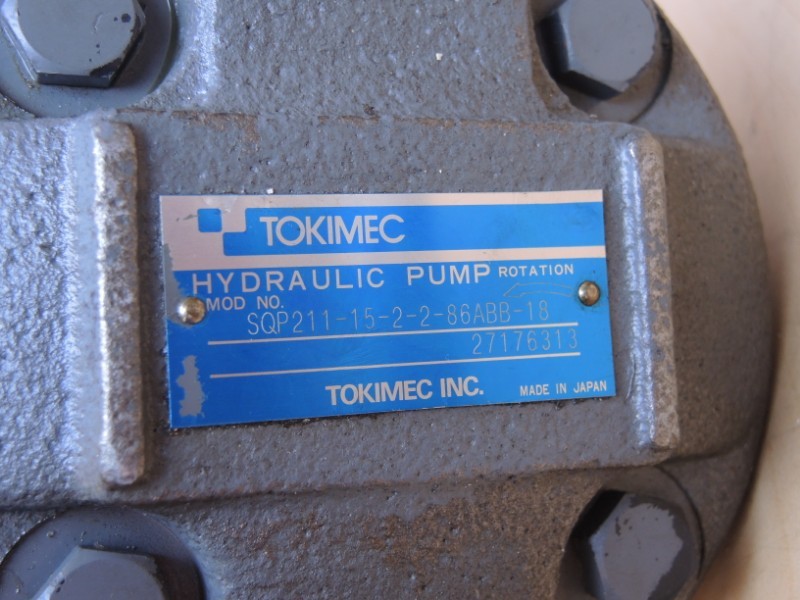 TOKIMEC
HYDRAULIC PUMP ROTATION
MOD NO.
SQP211-15-2-2-86ABB-18
27176313
TOKIMEC INC. MADE IN JAPAN